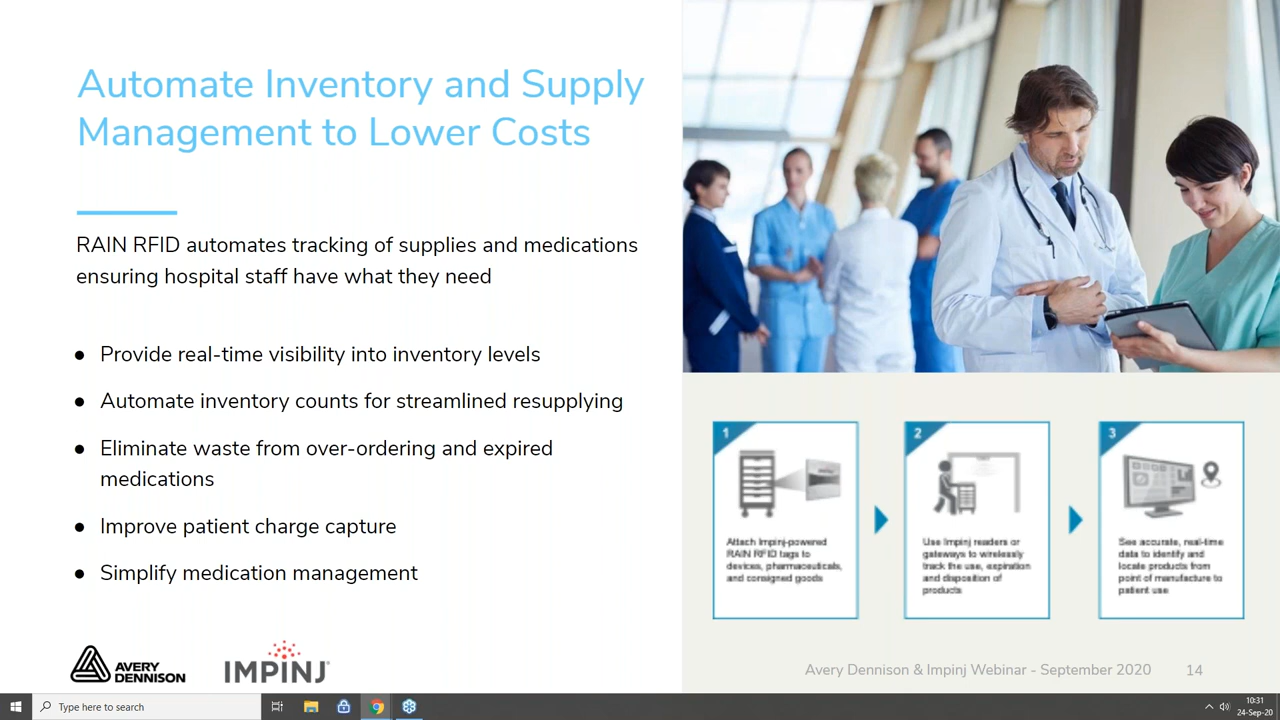 Automate Inventory and Supply
Management to Lower Costs
RAIN RFID automates tracking of supplies and medications
ensuring hospital staff have what they need
● Provide real-time visibility into inventory levels
● Automate inventory counts for streamlined resupplying
● Eliminate waste from over-ordering and expired
medications
● Improve patient charge capture
● Simplify medication management
1
Attach Impinj-powered
RAIN RFID tags to
devices, pharmaceuticals,
and consigned goods
2
Use Impinj readers or
gateways to wirelessly
track the use, expiration
and disposition of
products
3
See accurate, real-time
data to identify and
locate products from
point of manufacture to
patient use
AVERY
DENNISON
IMPINJ
Avery Dennison & Impinj Webinar - September 2020 14
Type here to search
10:31
24-Sep-20